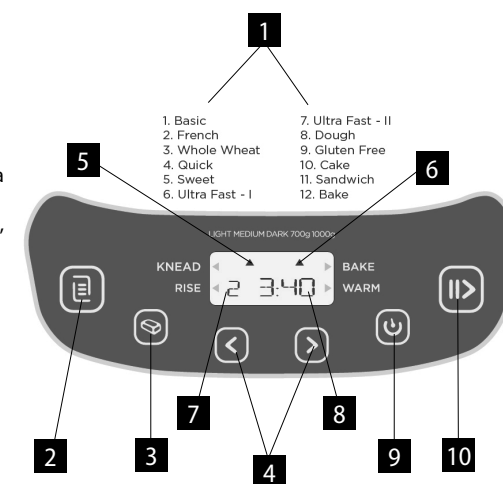 1
1. Basic
2. French
3. Whole Wheat
4. Quick
5. Sweet
6. Ultra Fast - I
7. Ultra Fast - II
8. Dough
9. Gluten Free
10. Cake
11. Sandwich
12. Bake
5
6
a
,
LIGHT MEDIUM DARK 700g 1000g
KNEAD
BAKE
RISE
2 3:40
WARM
7
8
2
3
4
9
10